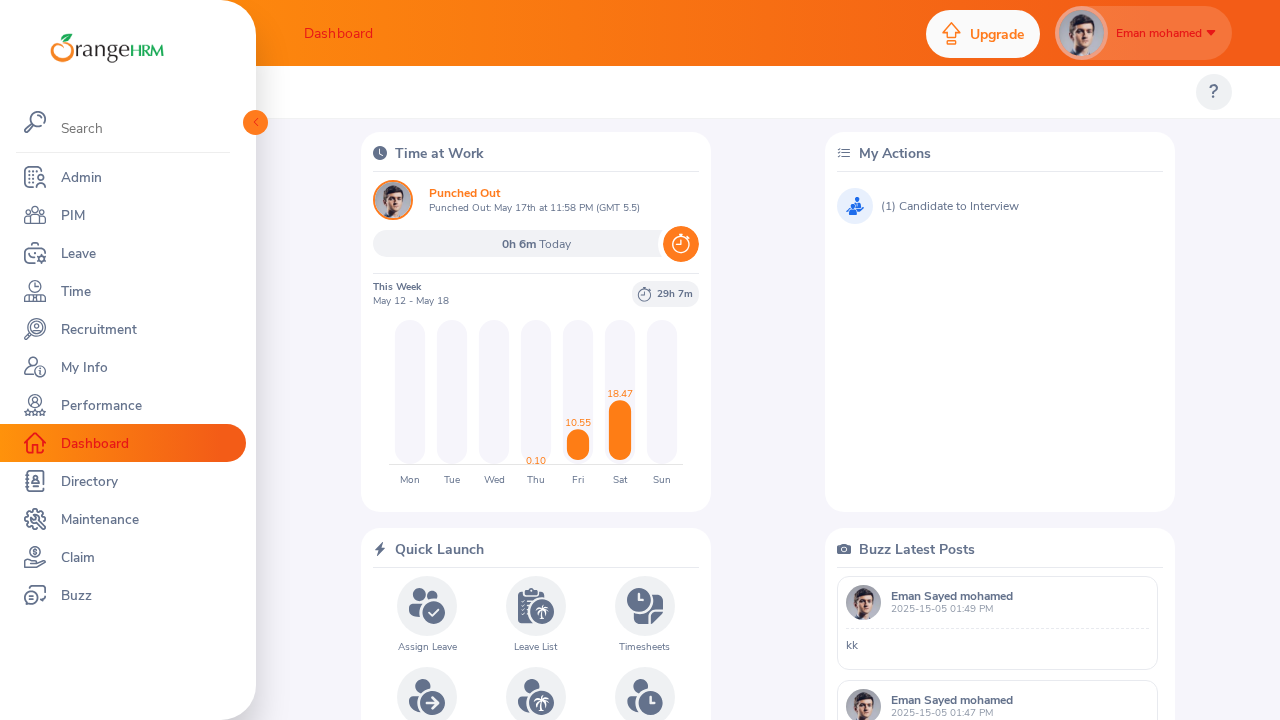 OrangeHRM
Search
Admin
PIM
Leave
Time
Recruitment
My Info
Performance
Dashboard
Directory
Maintenance
Claim
Buzz
Dashboard
Upgrade
Eman mohamed
?
Time at Work
Punched Out
Punched Out: May 17th at 11:58 PM (GMT 5.5)
0h 6m Today
This Week
May 12 - May 18
29h 7m
0.10
10.55
18.47
Mon Tue Wed Thu Fri Sat Sun
My Actions
(1) Candidate to Interview
Quick Launch
Assign Leave
Leave List
Timesheets
Buzz Latest Posts
Eman Sayed mohamed
2025-15-05 01:49 PM
kk
Eman Sayed mohamed
2025-15-05 01:47 PM